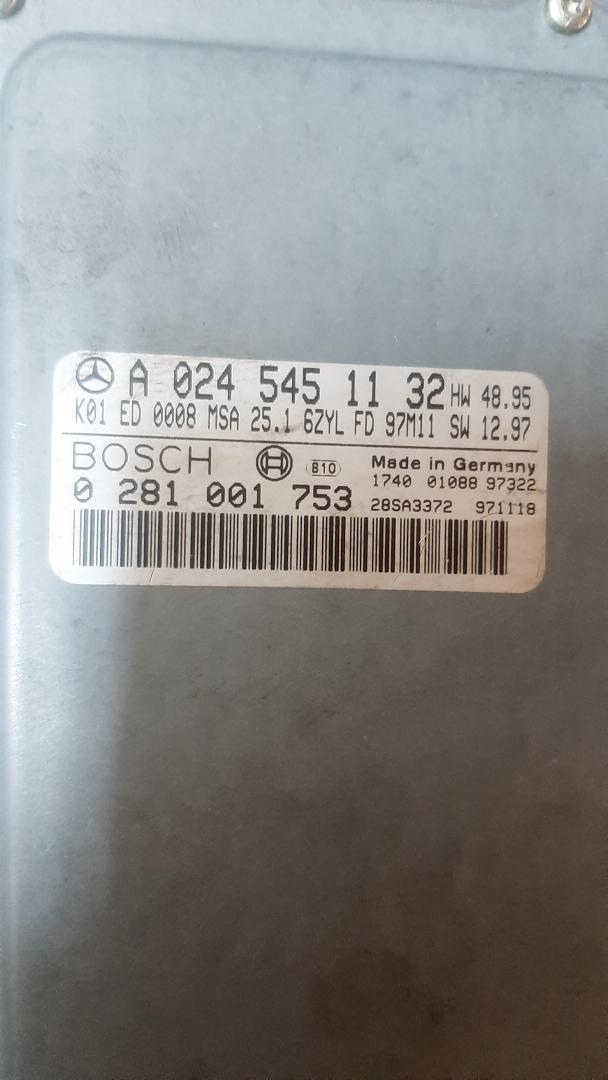 A 024 545 11 32 HW 48.95
K01 ED 0008 MSA 25.1 6ZYL FD 97M11 SW 12.97
BOSCH 810 Made in Germany
1740 01088 97322
0 281 001 753 28SA3372 971118